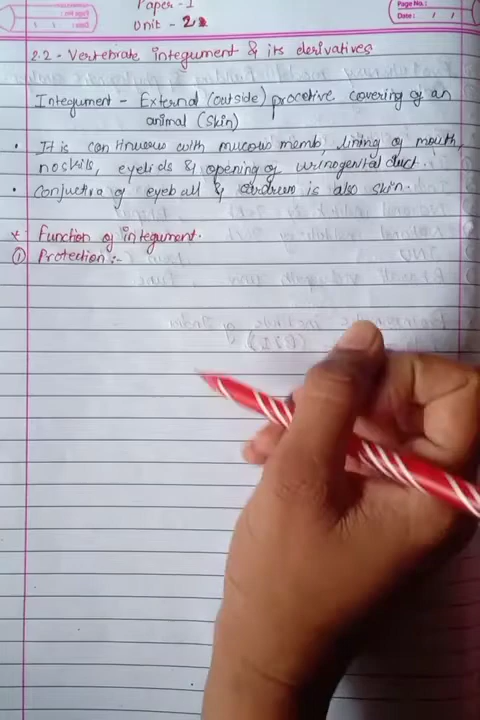 Paper - I
Page No.:
Unit - 2
Date: / /
2.2 - Vertebrate integument & its derivatives
Integument - External (outside) procetive covering of an
animal (skin)
• It is continuous with mucous memb, lining of mouth,
nostrils, eyelids & opening of urinogenital duct.
• Conjuctiva of eyeball & is also skin.
* Function of integument.
① Protection :-